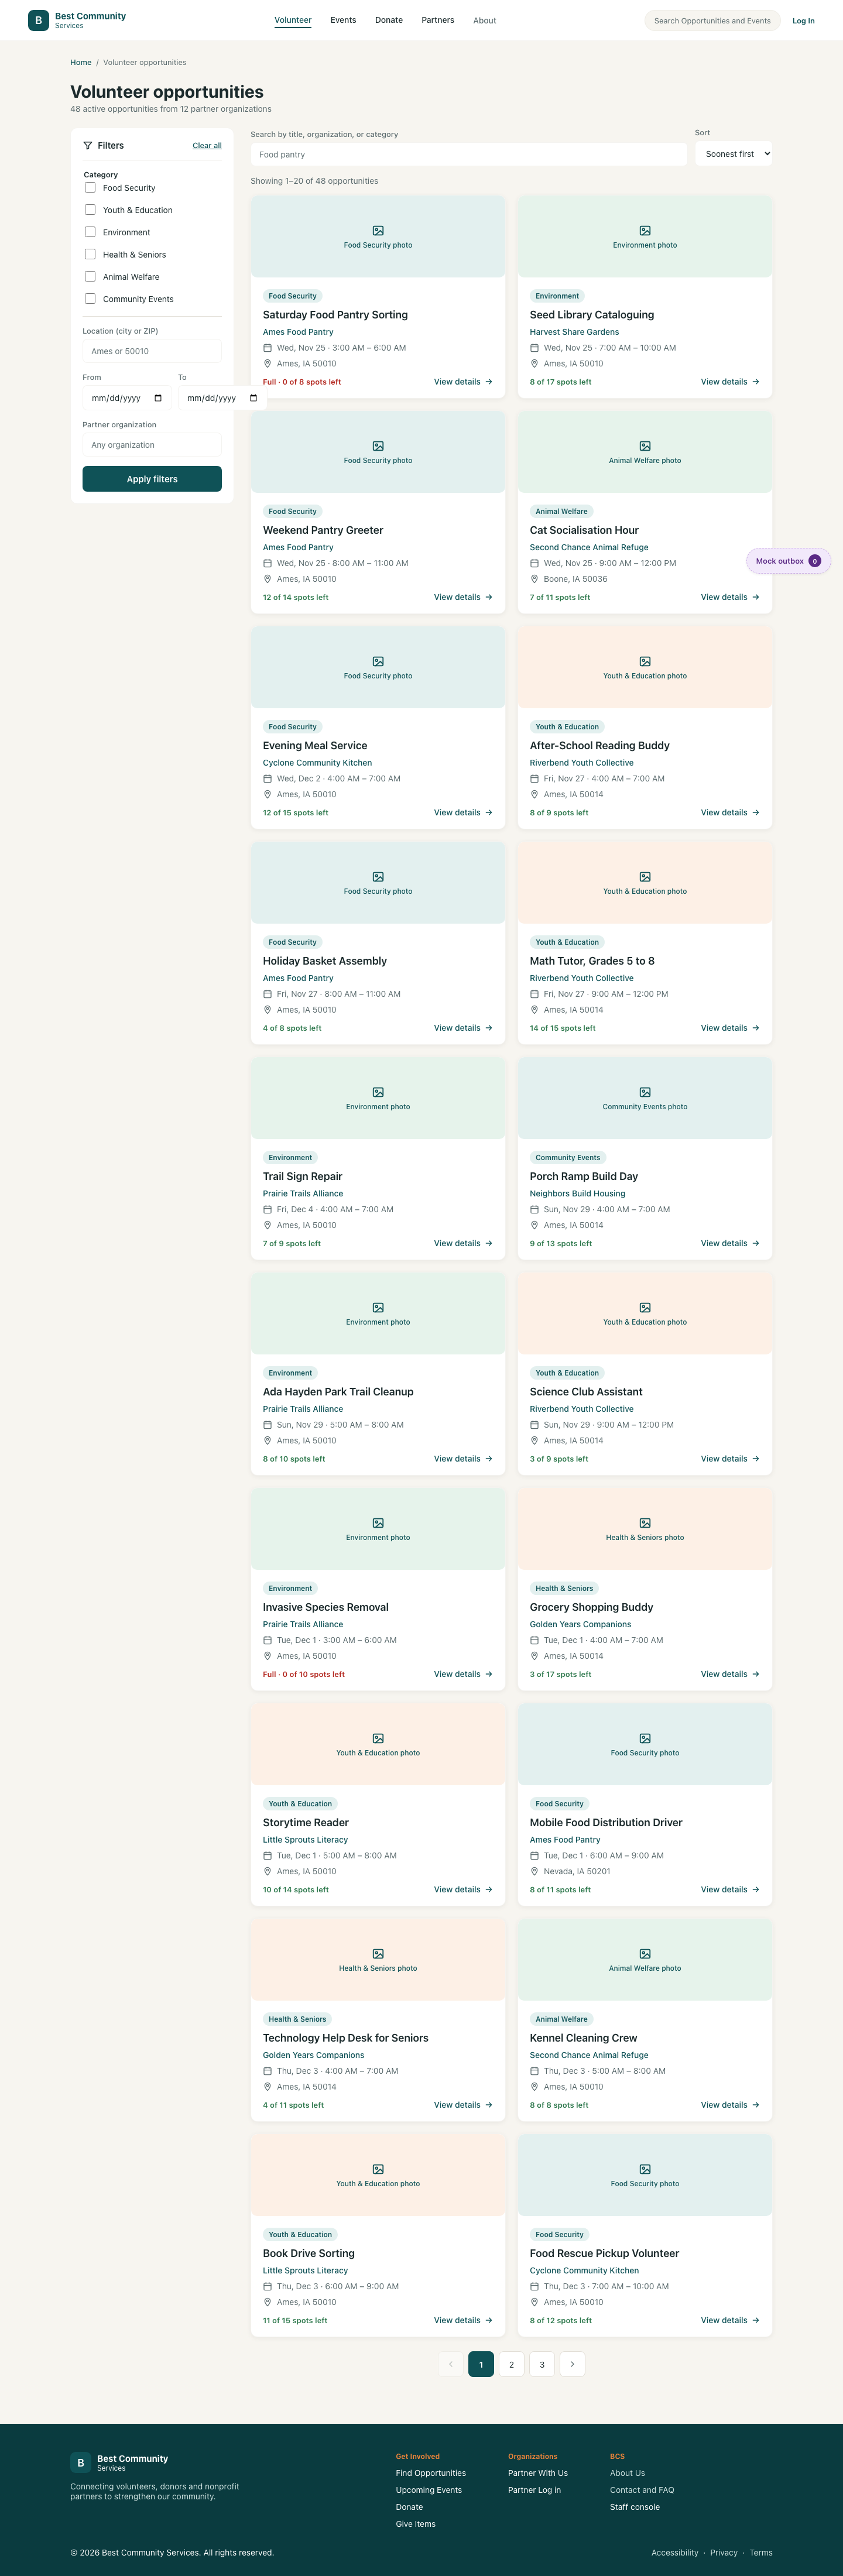 B
Best Community
Services
Volunteer
Events
Donate
Partners
About
Search Opportunities and Events
Log In
Home / Volunteer opportunities
Volunteer opportunities
48 active opportunities from 12 partner organizations
Filters
Clear all
Category
Food Security
Youth & Education
Environment
Health & Seniors
Animal Welfare
Community Events
Location (city or ZIP)
Ames or 50010
From
To
mm/dd/yyyy
mm/dd/yyyy
Partner organization
Any organization
Apply filters
Search by title, organization, or category
Food pantry
Sort
Soonest first
Showing 1–20 of 48 opportunities
Food Security photo
Food Security
Saturday Food Pantry Sorting
Ames Food Pantry
Wed, Nov 25 · 3:00 AM – 6:00 AM
Ames, IA 50010
Full · 0 of 8 spots left
View details →
Environment photo
Environment
Seed Library Cataloguing
Harvest Share Gardens
Wed, Nov 25 · 7:00 AM – 10:00 AM
Ames, IA 50010
8 of 17 spots left
View details →
Food Security photo
Food Security
Weekend Pantry Greeter
Ames Food Pantry
Wed, Nov 25 · 8:00 AM – 11:00 AM
Ames, IA 50010
12 of 14 spots left
View details →
Animal Welfare photo
Animal Welfare
Cat Socialisation Hour
Second Chance Animal Refuge
Wed, Nov 25 · 9:00 AM – 12:00 PM
Boone, IA 50036
7 of 11 spots left
View details →
Mock outbox 0
Food Security photo
Food Security
Evening Meal Service
Cyclone Community Kitchen
Wed, Dec 2 · 4:00 AM – 7:00 AM
Ames, IA 50010
12 of 15 spots left
View details →
Youth & Education photo
Youth & Education
After-School Reading Buddy
Riverbend Youth Collective
Fri, Nov 27 · 4:00 AM – 7:00 AM
Ames, IA 50014
8 of 9 spots left
View details →
Food Security photo
Food Security
Holiday Basket Assembly
Ames Food Pantry
Fri, Nov 27 · 8:00 AM – 11:00 AM
Ames, IA 50010
4 of 8 spots left
View details →
Youth & Education photo
Youth & Education
Math Tutor, Grades 5 to 8
Riverbend Youth Collective
Fri, Nov 27 · 9:00 AM – 12:00 PM
Ames, IA 50014
14 of 15 spots left
View details →
Environment photo
Environment
Trail Sign Repair
Prairie Trails Alliance
Fri, Dec 4 · 4:00 AM – 7:00 AM
Ames, IA 50010
7 of 9 spots left
View details →
Community Events photo
Community Events
Porch Ramp Build Day
Neighbors Build Housing
Sun, Nov 29 · 4:00 AM – 7:00 AM
Ames, IA 50014
9 of 13 spots left
View details →
Environment photo
Environment
Ada Hayden Park Trail Cleanup
Prairie Trails Alliance
Sun, Nov 29 · 5:00 AM – 8:00 AM
Ames, IA 50010
8 of 10 spots left
View details →
Youth & Education photo
Youth & Education
Science Club Assistant
Riverbend Youth Collective
Sun, Nov 29 · 9:00 AM – 12:00 PM
Ames, IA 50014
3 of 9 spots left
View details →
Environment photo
Environment
Invasive Species Removal
Prairie Trails Alliance
Tue, Dec 1 · 3:00 AM – 6:00 AM
Ames, IA 50010
Full · 0 of 10 spots left
View details →
Health & Seniors photo
Health & Seniors
Grocery Shopping Buddy
Golden Years Companions
Tue, Dec 1 · 4:00 AM – 7:00 AM
Ames, IA 50014
3 of 17 spots left
View details →
Youth & Education photo
Youth & Education
Storytime Reader
Little Sprouts Literacy
Tue, Dec 1 · 5:00 AM – 8:00 AM
Ames, IA 50010
10 of 14 spots left
View details →
Food Security photo
Food Security
Mobile Food Distribution Driver
Ames Food Pantry
Tue, Dec 1 · 6:00 AM – 9:00 AM
Nevada, IA 50201
8 of 11 spots left
View details →
Health & Seniors photo
Health & Seniors
Technology Help Desk for Seniors
Golden Years Companions
Thu, Dec 3 · 4:00 AM – 7:00 AM
Ames, IA 50014
4 of 11 spots left
View details →
Animal Welfare photo
Animal Welfare
Kennel Cleaning Crew
Second Chance Animal Refuge
Thu, Dec 3 · 5:00 AM – 8:00 AM
Ames, IA 50010
8 of 8 spots left
View details →
Youth & Education photo
Youth & Education
Book Drive Sorting
Little Sprouts Literacy
Thu, Dec 3 · 6:00 AM – 9:00 AM
Ames, IA 50010
11 of 15 spots left
View details →
Food Security photo
Food Security
Food Rescue Pickup Volunteer
Cyclone Community Kitchen
Thu, Dec 3 · 7:00 AM – 10:00 AM
Ames, IA 50010
8 of 12 spots left
View details →
‹ 1 2 3 ›
B
Best Community
Services
Connecting volunteers, donors and nonprofit
partners to strengthen our community.
Get Involved
Find Opportunities
Upcoming Events
Donate
Give Items
Organizations
Partner With Us
Partner Log in
BCS
About Us
Contact and FAQ
Staff console
© 2026 Best Community Services. All rights reserved.
Accessibility · Privacy · Terms